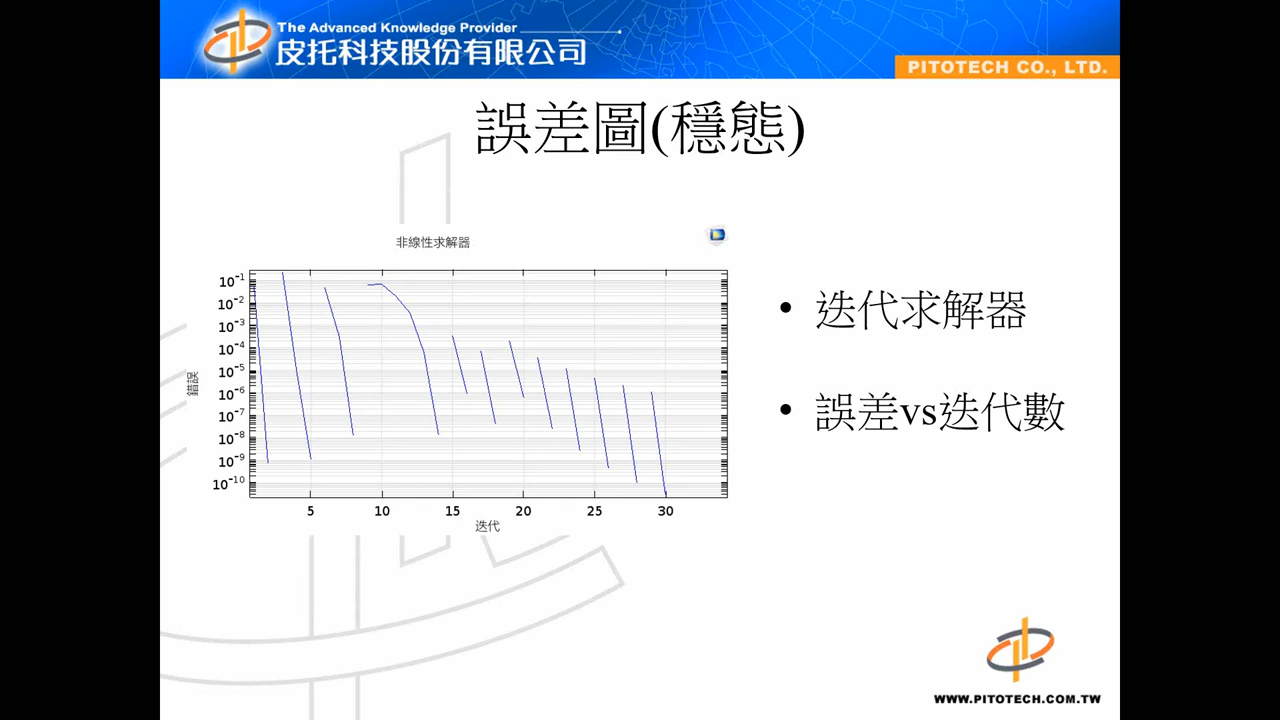 The Advanced Knowledge Provider
皮托科技股份有限公司
PITOTECH CO., LTD.
誤差圖(穩態)
非線性求解器
10-1
10-2
10-3
10-4
10-5
10-6
10-7
10-8
10-9
10-10
錯誤
5 10 15 20 25 30
迭代
• 迭代求解器
• 誤差vs迭代數
WWW.PITOTECH.COM.TW